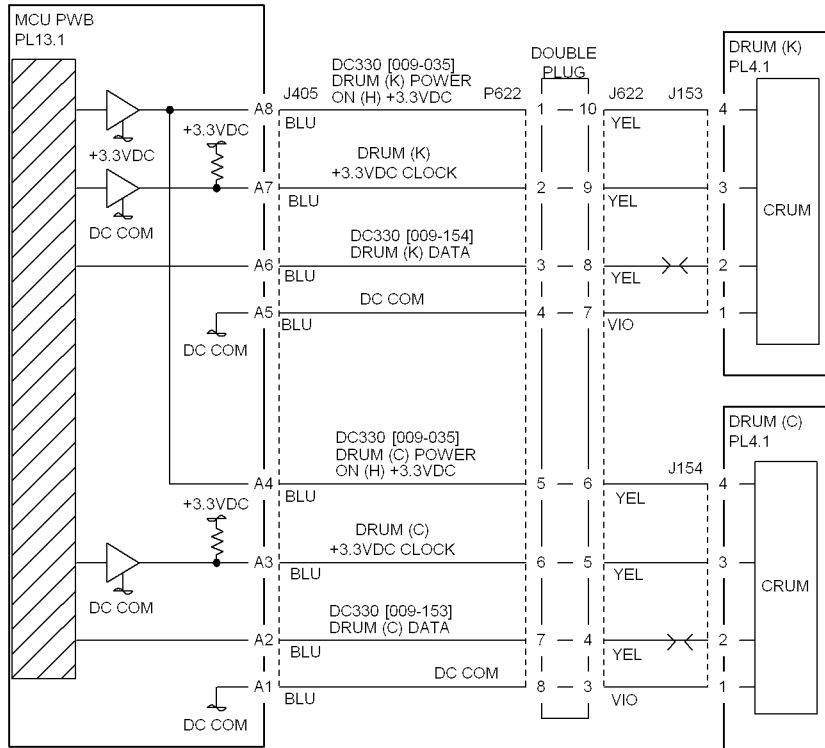 MCU PWB
PL13.1
DC330 [009-035]
DRUM (K) POWER
ON (H) +3.3VDC
DOUBLE
PLUG
DRUM (K)
PL4.1
J405
P622
J622
J153
A8
BLU
1
10
YEL
4
+3.3VDC
+3.3VDC
DRUM (K)
+3.3VDC CLOCK
A7
BLU
2
9
YEL
3
CRUM
DC COM
DC330 [009-154]
DRUM (K) DATA
A6
BLU
3
8
YEL
2
DC COM
A5
BLU
4
7
VIO
1
DC COM
DRUM (C)
PL4.1
DC330 [009-035]
DRUM (C) POWER
ON (H) +3.3VDC
J154
A4
BLU
5
6
YEL
4
+3.3VDC
DRUM (C)
+3.3VDC CLOCK
A3
BLU
6
5
YEL
3
CRUM
DC COM
DC330 [009-153]
DRUM (C) DATA
A2
BLU
7
4
YEL
2
DC COM
A1
BLU
8
3
VIO
1
DC COM